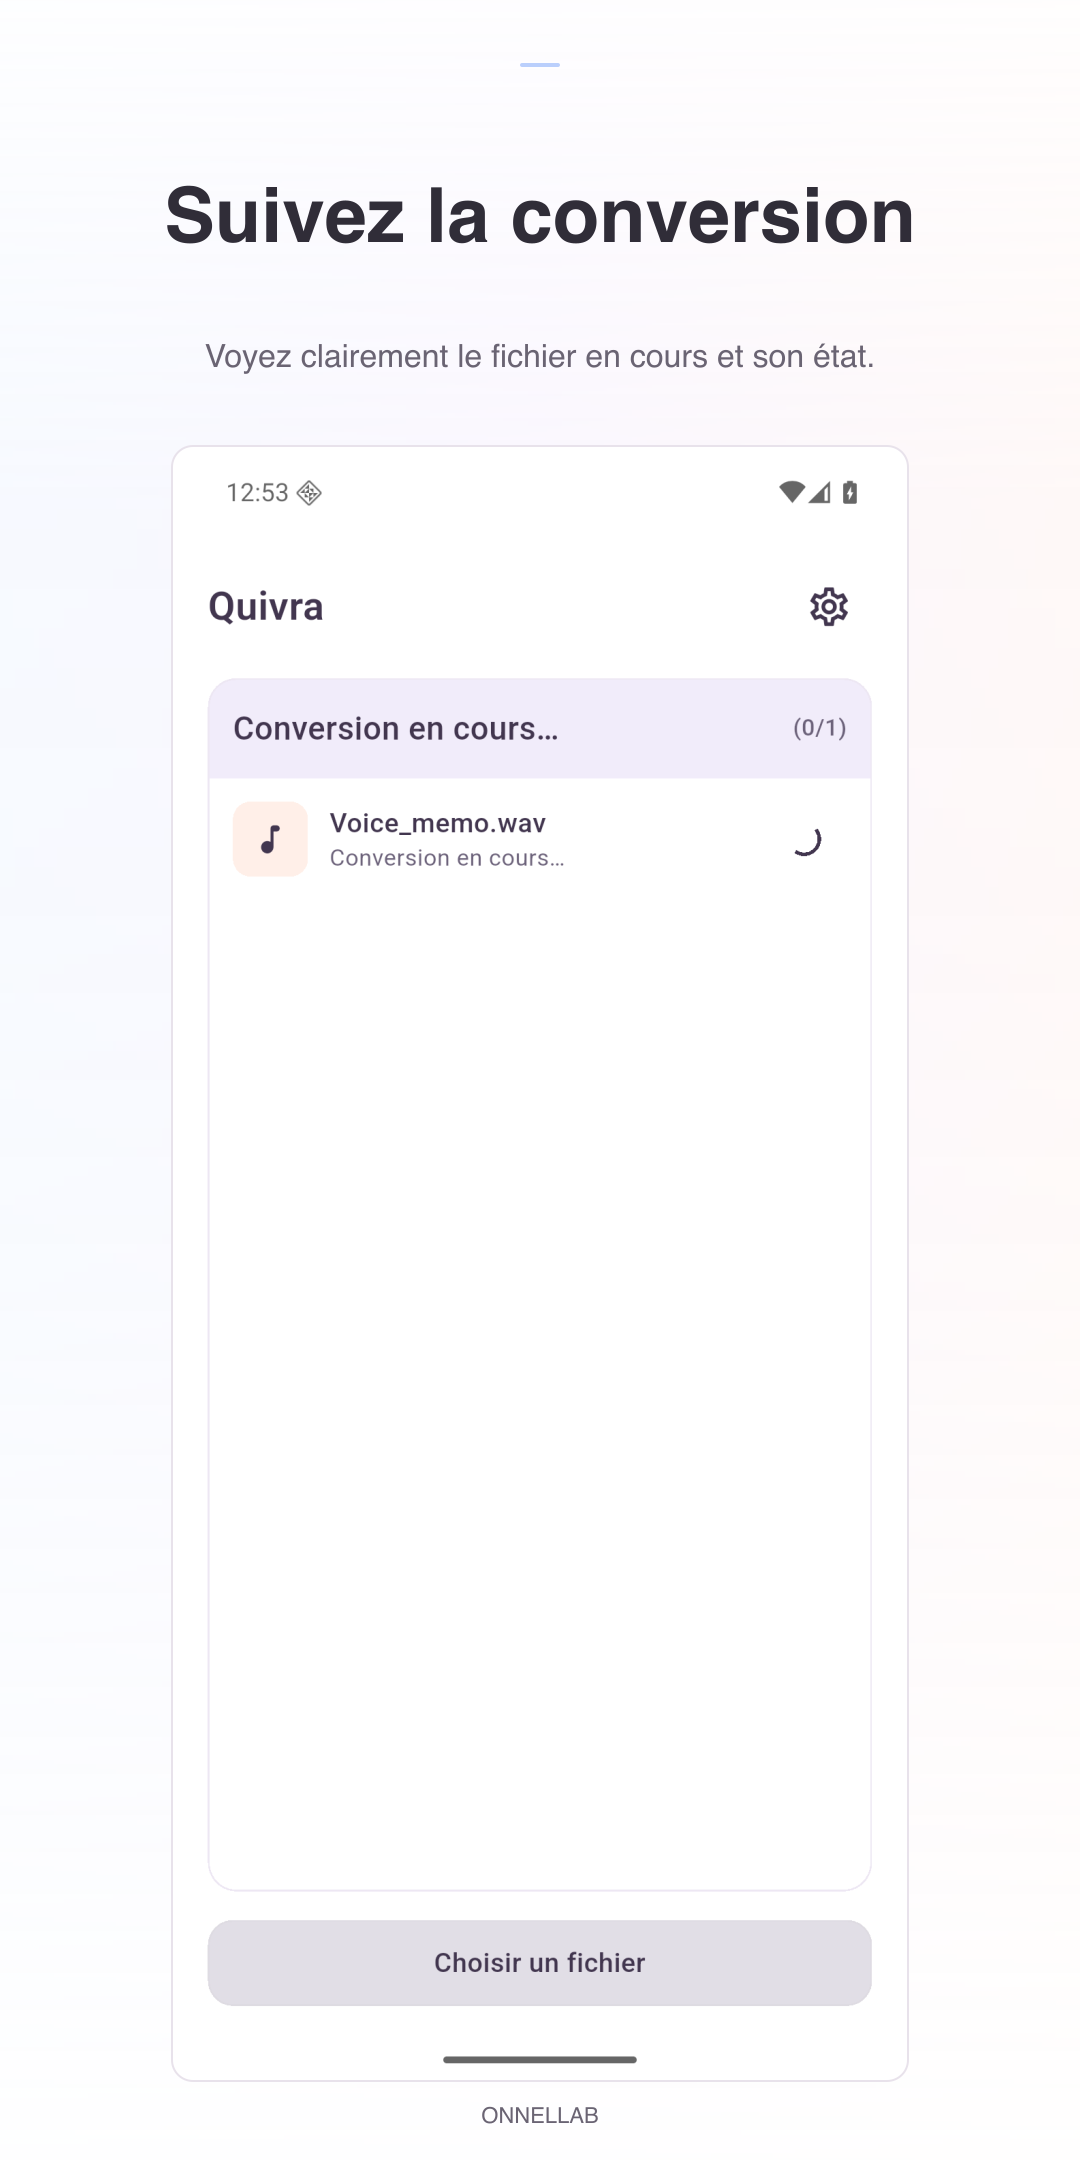 Suivez la conversion
Voyez clairement le fichier en cours et son état.
12:53
Quivra
Conversion en cours… (0/1)
Voice_memo.wav
Conversion en cours…
Choisir un fichier
ONNELLAB